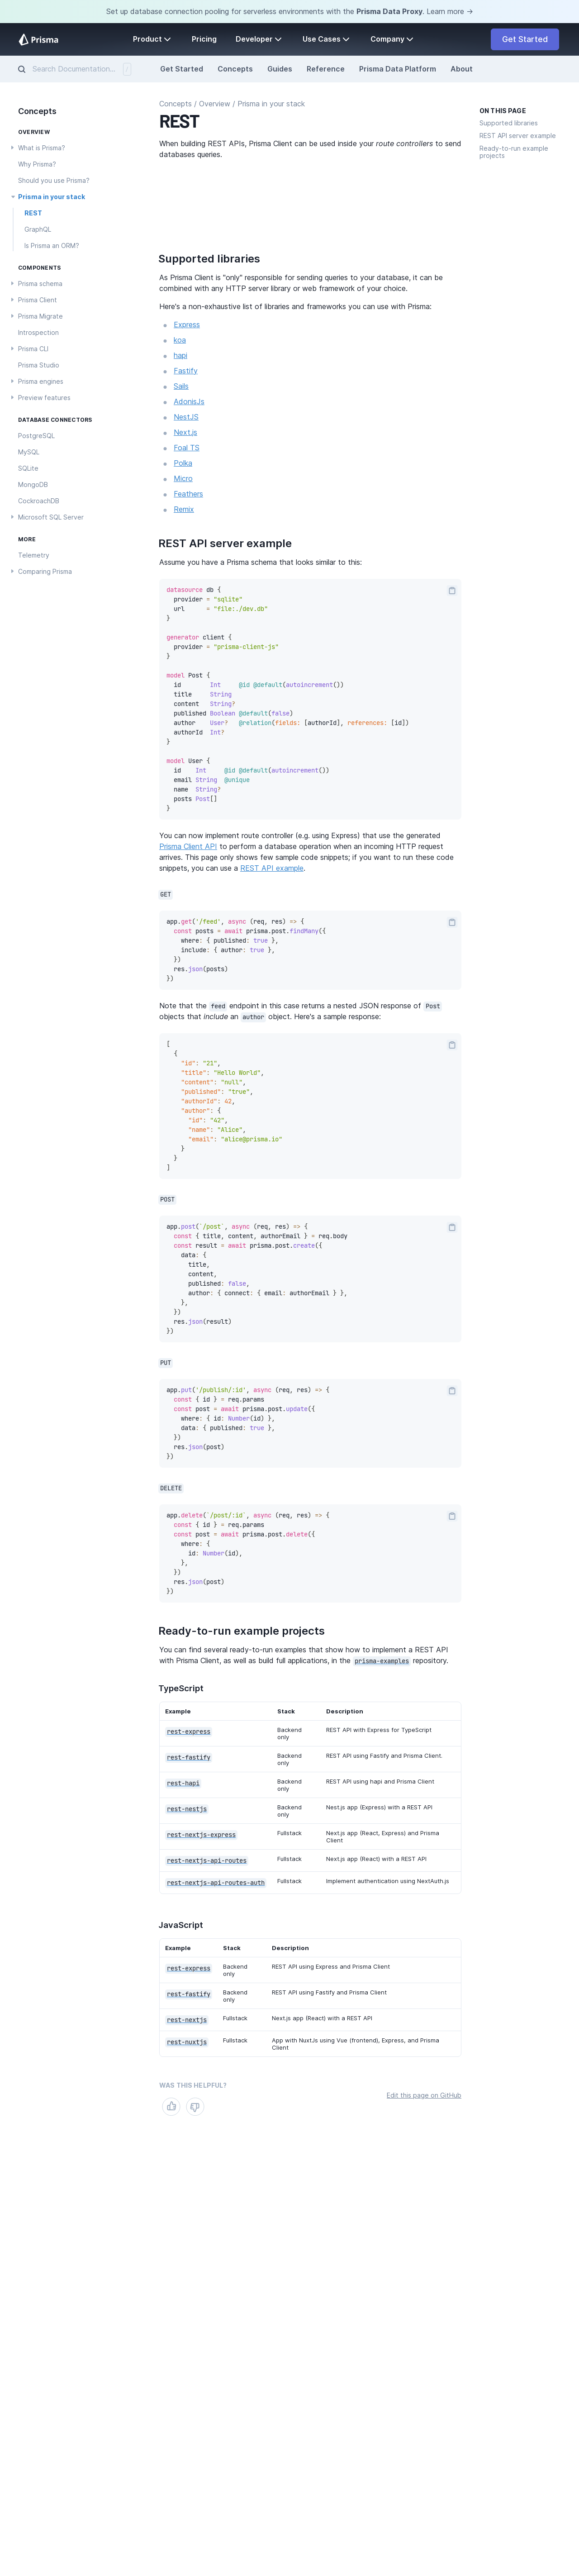 Set up database connection pooling for serverless environments with the Prisma Data Proxy. Learn more →
Prisma
Product
Pricing
Developer
Use Cases
Company
Get Started
Search Documentation...
/
Get Started
Concepts
Guides
Reference
Prisma Data Platform
About
Concepts
OVERVIEW
What is Prisma?
Why Prisma?
Should you use Prisma?
Prisma in your stack
REST
GraphQL
Is Prisma an ORM?
COMPONENTS
Prisma schema
Prisma Client
Prisma Migrate
Introspection
Prisma CLI
Prisma Studio
Prisma engines
Preview features
DATABASE CONNECTORS
PostgreSQL
MySQL
SQLite
MongoDB
CockroachDB
Microsoft SQL Server
MORE
Telemetry
Comparing Prisma
Concepts / Overview / Prisma in your stack
REST
When building REST APIs, Prisma Client can be used inside your route controllers to send
databases queries.
Supported libraries
As Prisma Client is "only" responsible for sending queries to your database, it can be
combined with any HTTP server library or web framework of your choice.
Here's a non-exhaustive list of libraries and frameworks you can use with Prisma:
Express
koa
hapi
Fastify
Sails
AdonisJs
NestJS
Next.js
Foal TS
Polka
Micro
Feathers
Remix
REST API server example
Assume you have a Prisma schema that looks similar to this:
datasource db {
  provider = "sqlite"
  url      = "file:./dev.db"
}
generator client {
  provider = "prisma-client-js"
}
model Post {
  id        Int     @id @default(autoincrement())
  title     String
  content   String?
  published Boolean @default(false)
  author    User?   @relation(fields: [authorId], references: [id])
  authorId  Int?
}
model User {
  id    Int     @id @default(autoincrement())
  email String  @unique
  name  String?
  posts Post[]
}
You can now implement route controller (e.g. using Express) that use the generated
Prisma Client API to perform a database operation when an incoming HTTP request
arrives. This page only shows few sample code snippets; if you want to run these code
snippets, you can use a REST API example.
GET
app.get('/feed', async (req, res) => {
  const posts = await prisma.post.findMany({
    where: { published: true },
    include: { author: true },
  })
  res.json(posts)
})
Note that the feed endpoint in this case returns a nested JSON response of Post
objects that include an author object. Here's a sample response:
[
  {
    "id": "21",
    "title": "Hello World",
    "content": "null",
    "published": "true",
    "authorId": 42,
    "author": {
      "id": "42",
      "name": "Alice",
      "email": "alice@prisma.io"
    }
  }
]
POST
app.post(`/post`, async (req, res) => {
  const { title, content, authorEmail } = req.body
  const result = await prisma.post.create({
    data: {
      title,
      content,
      published: false,
      author: { connect: { email: authorEmail } },
    },
  })
  res.json(result)
})
PUT
app.put('/publish/:id', async (req, res) => {
  const { id } = req.params
  const post = await prisma.post.update({
    where: { id: Number(id) },
    data: { published: true },
  })
  res.json(post)
})
DELETE
app.delete(`/post/:id`, async (req, res) => {
  const { id } = req.params
  const post = await prisma.post.delete({
    where: {
      id: Number(id),
    },
  })
  res.json(post)
})
Ready-to-run example projects
You can find several ready-to-run examples that show how to implement a REST API
with Prisma Client, as well as build full applications, in the prisma-examples repository.
TypeScript
Example Stack Description
rest-express Backend only REST API with Express for TypeScript
rest-fastify Backend only REST API using Fastify and Prisma Client.
rest-hapi Backend only REST API using hapi and Prisma Client
rest-nestjs Backend only Nest.js app (Express) with a REST API
rest-nextjs-express Fullstack Next.js app (React, Express) and Prisma Client
rest-nextjs-api-routes Fullstack Next.js app (React) with a REST API
rest-nextjs-api-routes-auth Fullstack Implement authentication using NextAuth.js
JavaScript
Example Stack Description
rest-express Backend only REST API using Express and Prisma Client
rest-fastify Backend only REST API using Fastify and Prisma Client
rest-nextjs Fullstack Next.js app (React) with a REST API
rest-nuxtjs Fullstack App with NuxtJs using Vue (frontend), Express, and Prisma Client
WAS THIS HELPFUL?
Edit this page on GitHub
ON THIS PAGE
Supported libraries
REST API server example
Ready-to-run example
projects